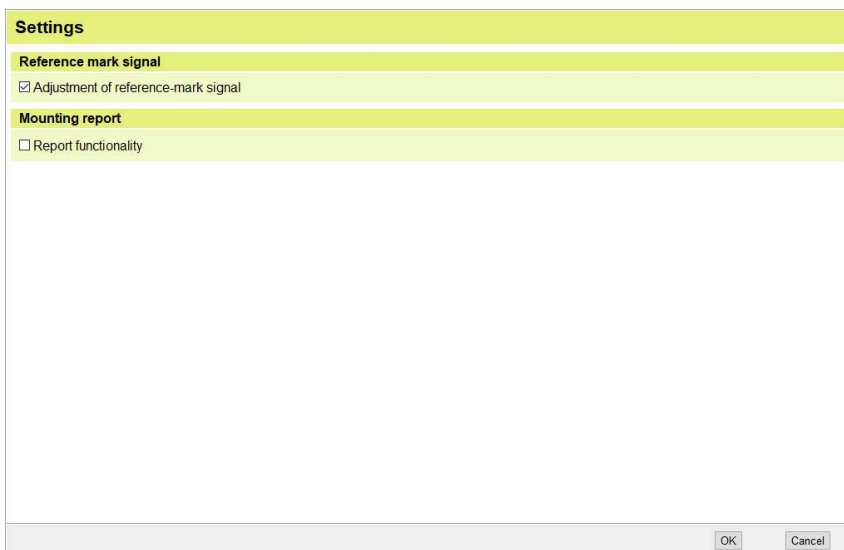 Settings
Reference mark signal
Adjustment of reference-mark signal
Mounting report
Report functionality
OK Cancel